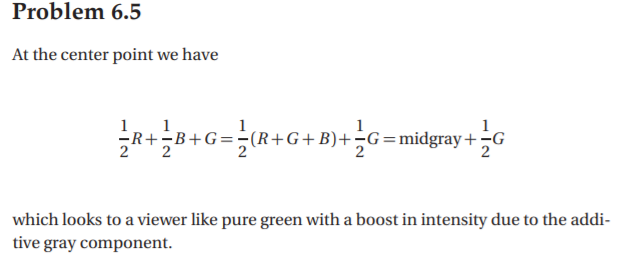 Problem 6.5
At the center point we have
$\frac{1}{2}R+\frac{1}{2}B+G=\frac{1}{2}(R+G+B)+\frac{1}{2}G=\text{midgray}+\frac{1}{2}G$
which looks to a viewer like pure green with a boost in intensity due to the addi-
tive gray component.